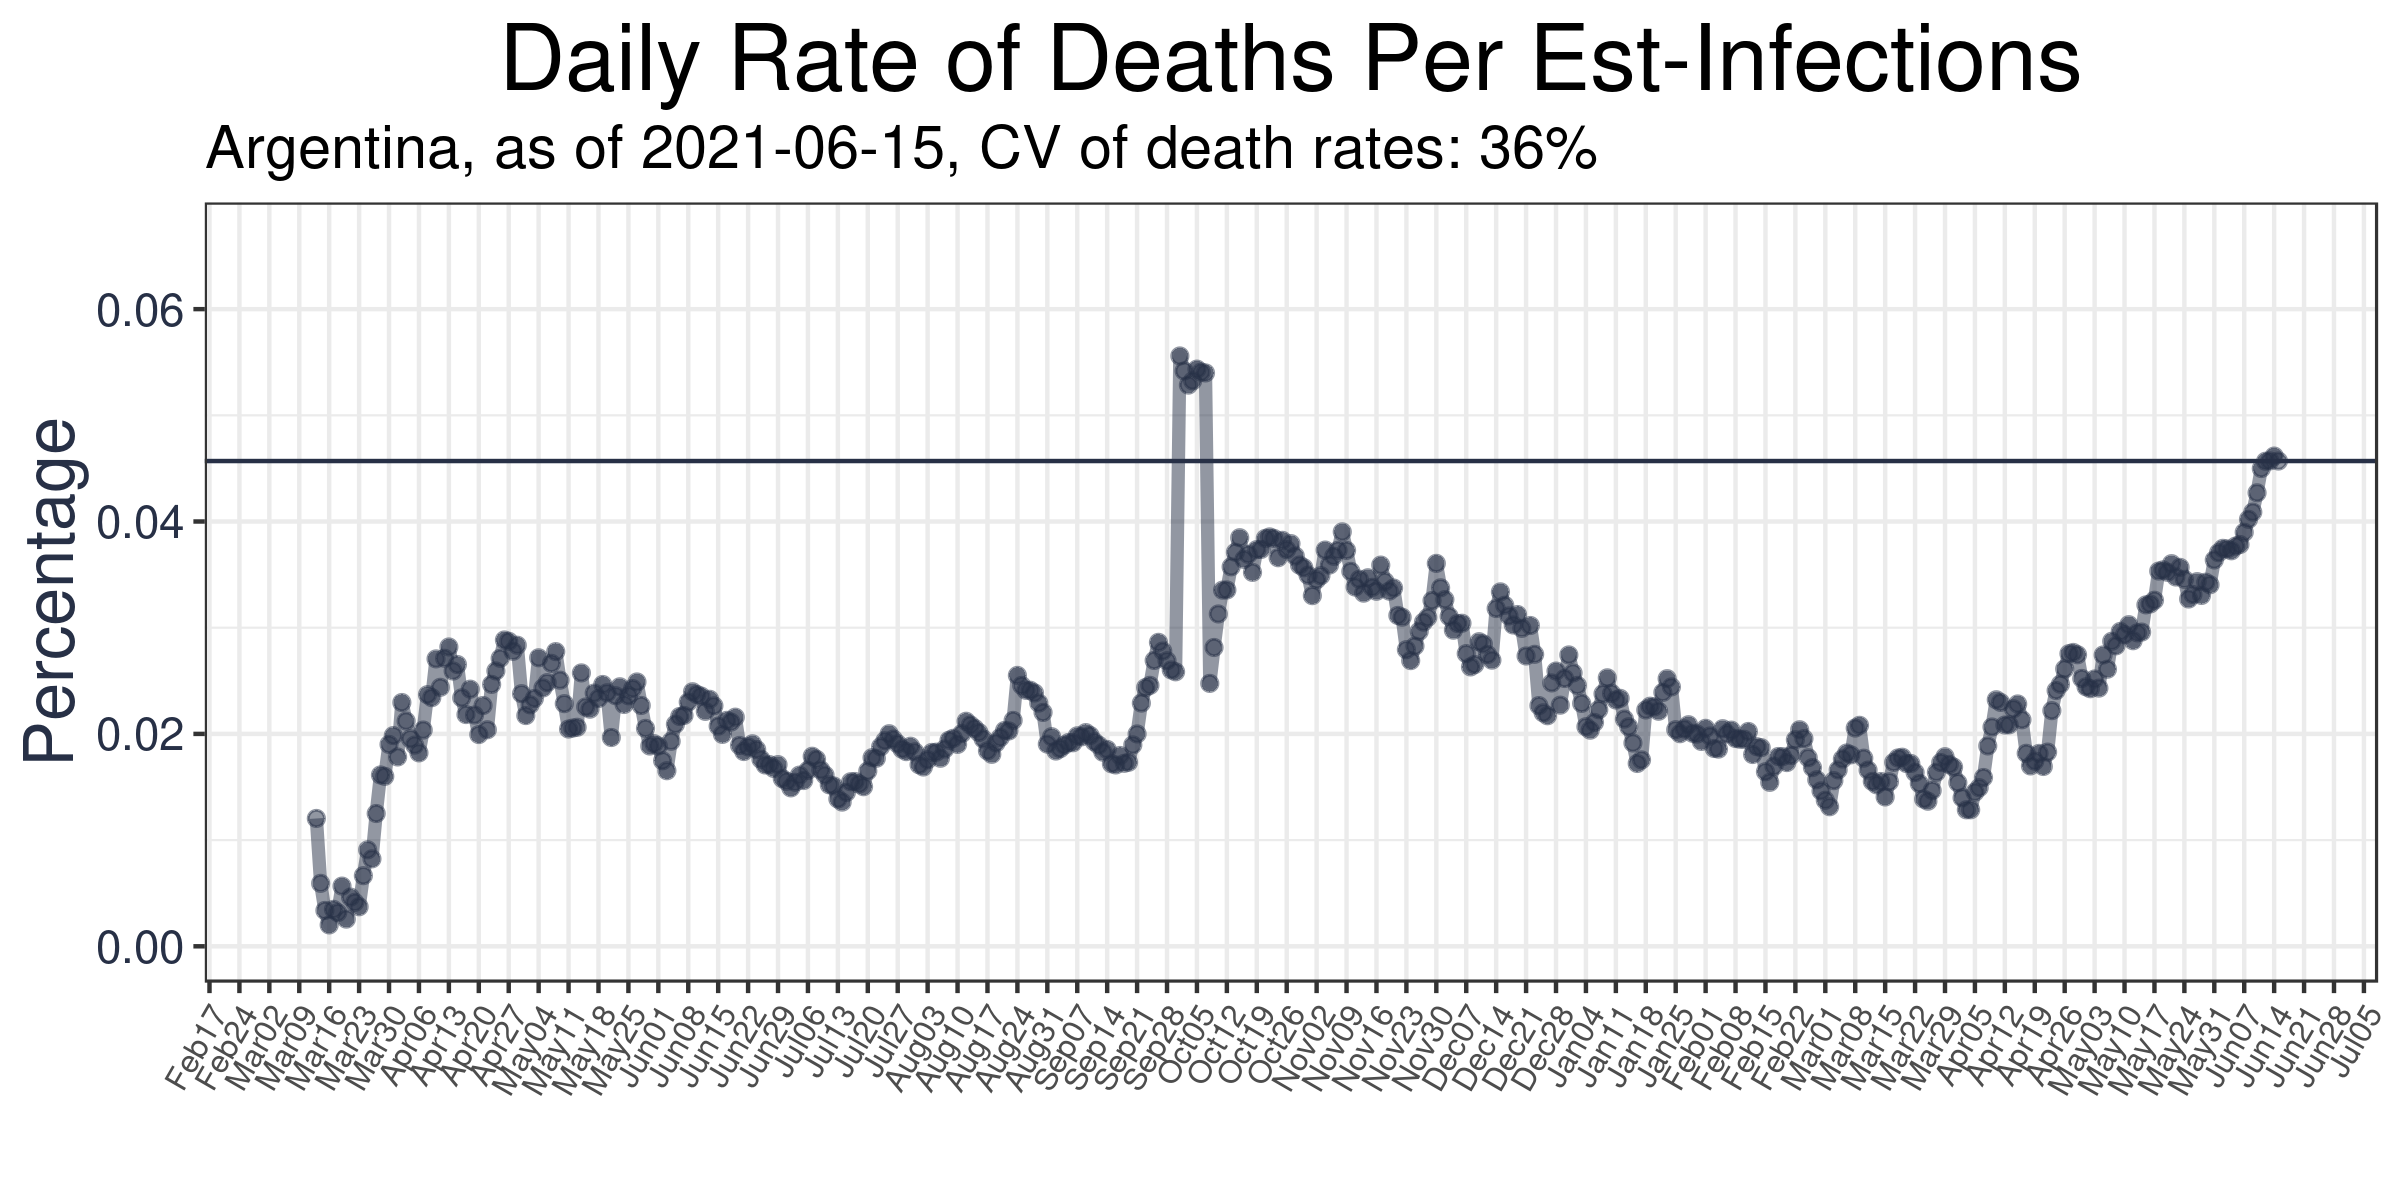 Daily Rate of Deaths Per Est-Infections
Argentina, as of 2021-06-15, CV of death rates: 36%
Percentage
0.06
0.04
0.02
0.00
Feb17
Feb24
Mar02
Mar09
Mar16
Mar23
Mar30
Apr06
Apr13
Apr20
Apr27
May04
May11
May18
May25
Jun01
Jun08
Jun15
Jun22
Jun29
Jul06
Jul13
Jul20
Jul27
Aug03
Aug10
Aug17
Aug24
Aug31
Sep07
Sep14
Sep21
Sep28
Oct05
Oct12
Oct19
Oct26
Nov02
Nov09
Nov16
Nov23
Nov30
Dec07
Dec14
Dec21
Dec28
Jan04
Jan11
Jan18
Jan25
Feb01
Feb08
Feb15
Feb22
Mar01
Mar08
Mar15
Mar22
Mar29
Apr05
Apr12
Apr19
Apr26
May03
May10
May17
May24
May31
Jun07
Jun14
Jun21
Jun28
Jul05